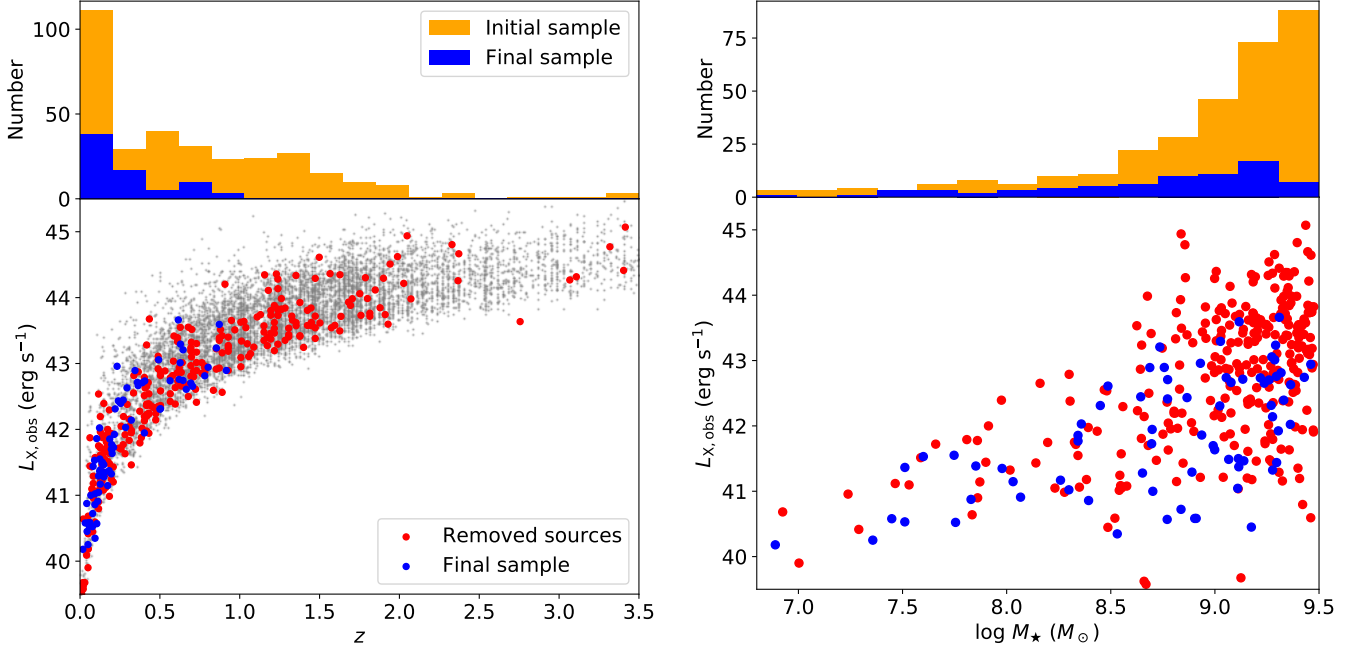 100
50
0
Number
Initial sample
Final sample
45
44
43
42
41
40
L_X,obs (erg s⁻¹)
Removed sources
Final sample
0.0 0.5 1.0 1.5 2.0 2.5 3.0 3.5
z
75
50
25
0
Number
45
44
43
42
41
40
L_X,obs (erg s⁻¹)
7.0 7.5 8.0 8.5 9.0 9.5
log M★ (M⊙)